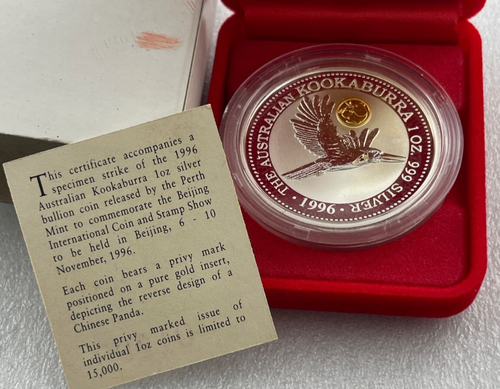 This certificate accompanies a
specimen strike of the 1996
Australian Kookaburra 1oz silver
bullion coin released by the Perth
Mint to commemorate the Beijing
International Coin and Stamp Show
to be held in Beijing, 6 - 10
November, 1996.
Each coin bears a privy mark
positioned on a pure gold insert,
depicting the reverse design of a
Chinese Panda.
This privy marked issue of
individual 1oz coins is limited to
15,000.
THE AUSTRALIAN KOOKABURRA 1 OZ 999 SILVER · 1996 ·